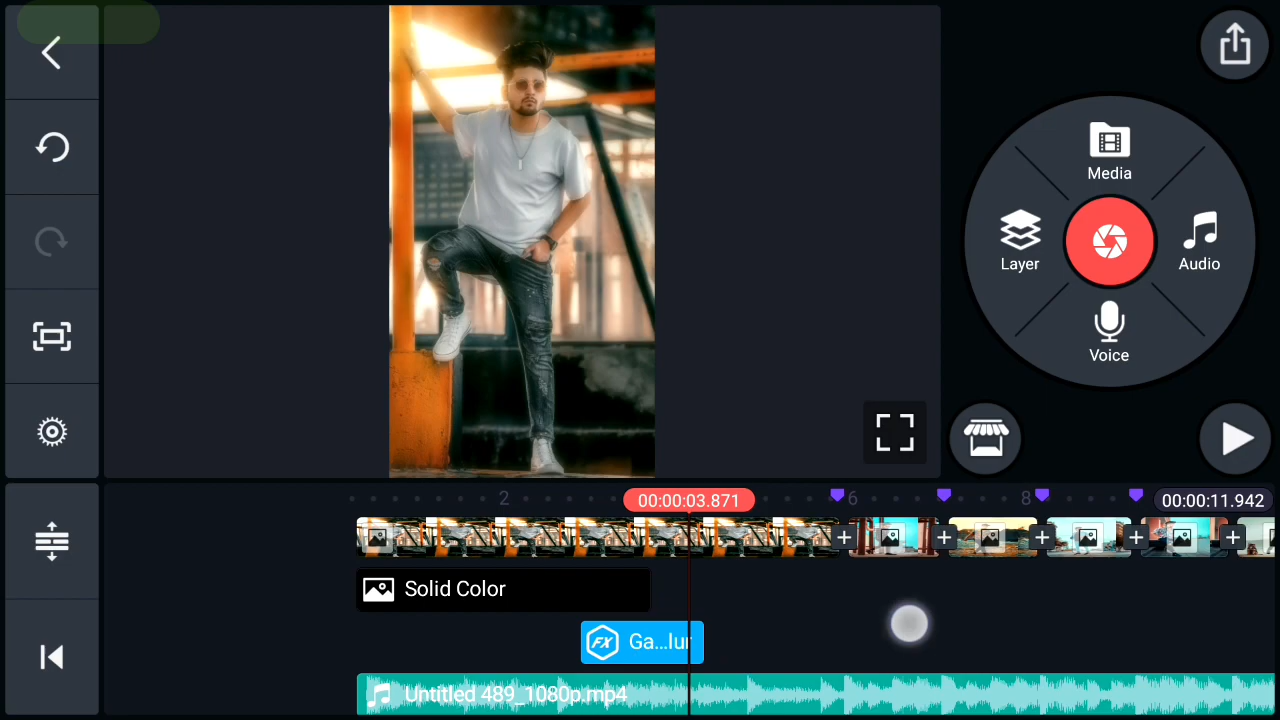 Media
Layer
Audio
Voice
2
00:00:03.871
6
8
00:00:11.942
Solid Color
FX
Ga...lur
Untitled 489_1080p.mp4